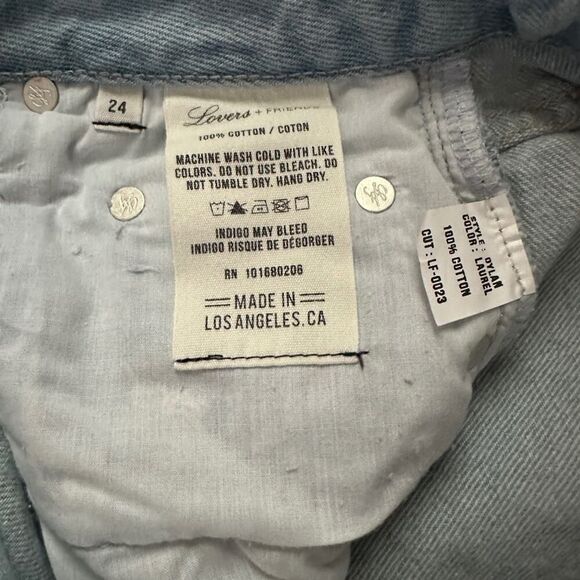 24
Lovers + FRIENDS
100% COTTON / COTON
MACHINE WASH COLD WITH LIKE
COLORS. DO NOT USE BLEACH. DO
NOT TUMBLE DRY. HANG DRY.
INDIGO MAY BLEED
INDIGO RISQUE DE DÉGORGER
RN 101680206
MADE IN
LOS ANGELES, CA
STYLE : DYLAN
COLOR : LAUREL
100% COTTON
CUT : LF-0023